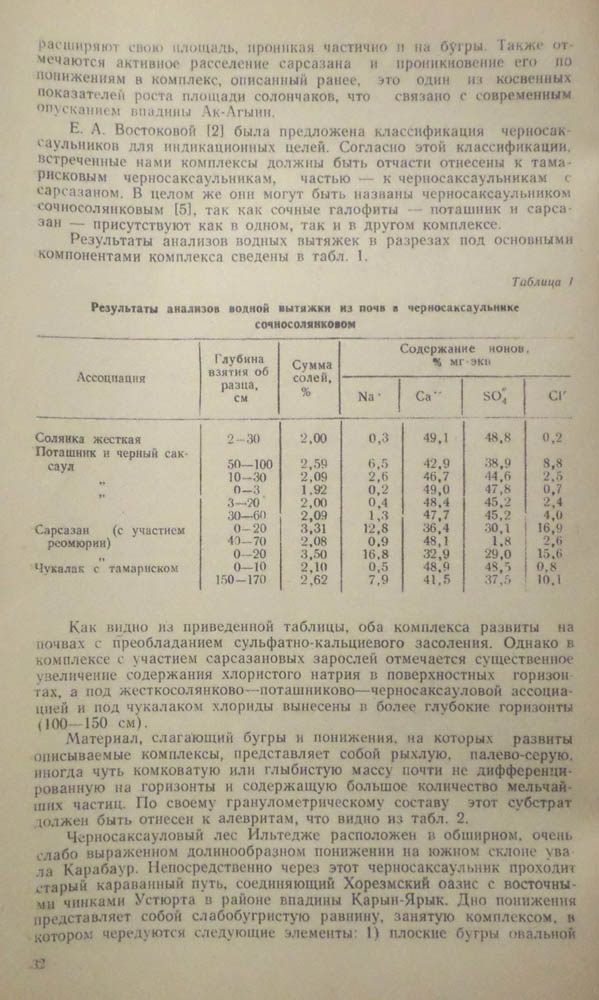 расширяют свою площадь, проникая частично и на бугры. Также от-
мечаются активное расселение сарсазана и проникновение его по
понижениям в комплекс, описанный ранее, это один из косвенных
показателей роста площади солончаков, что связано с современным
опусканием впадины Ак-Агыин.
Е. А. Востоковой [2] была предложена классификация черносак-
саульников для индикационных целей. Согласно этой классификации,
встреченные нами комплексы должны быть отчасти отнесены к тама-
рисковым черносаксаульникам, частью — к черносаксаульникам с
сарсазаном. В целом же они могут быть названы черносаксаульником
сочносолянковым [5], так как сочные галофиты — поташник и сарса-
зан — присутствуют как в одном, так и в другом комплексе.
Результаты анализов водных вытяжек в разрезах под основными
компонентами комплекса сведены в табл. 1.
Таблица 1
Результаты анализов водной вытяжки из почв в черносаксаульнике
сочносолянковом
Ассоциация Глубина взятия об разца, см Сумма солей, % Содержание ионов, % мг-экв
Na· Ca·· SO₄″ Cl′
Солянка жесткая 2—30 2,00 0,3 49,1 48,8 0,2
Поташник и черный сак-
саул 50—100 2,59 6,5 42,9 38,9 8,8
„ 10—30 2,09 2,6 46,7 44,6 2,5
„ 0—3 1,92 0,2 49,0 47,8 0,7
3—20 2,00 0,4 48,4 45,2 2,4
30—60 2,09 1,3 47,7 45,2 4,0
Сарсазан (с участием 0—20 3,31 12,8 36,4 30,1 16,9
реомюрии) 40—70 2,08 0,9 48,1 1,8 2,6
„ 0—20 3,50 16,8 32,9 29,0 15,6
Чукалак с тамариском 0—10 2,10 0,5 48,9 48,5 0,8
150—170 2,62 7,9 41,5 37,5 10,1
Как видно из приведенной таблицы, оба комплекса развиты на
почвах с преобладанием сульфатно-кальциевого засоления. Однако в
комплексе с участием сарсазановых зарослей отмечается существенное
увеличение содержания хлористого натрия в поверхностных горизон-
тах, а под жесткосолянково—поташниково—черносаксауловой ассоциа-
цией и под чукалаком хлориды вынесены в более глубокие горизонты
(100—150 см).
Материал, слагающий бугры и понижения, на которых развиты
описываемые комплексы, представляет собой рыхлую, палево-серую,
иногда чуть комковатую или глыбистую массу почти не дифференци-
рованную на горизонты и содержащую большое количество мельчай-
ших частиц. По своему гранулометрическому составу этот субстрат
должен быть отнесен к алевритам, что видно из табл. 2.
Черносаксауловый лес Ильтедже расположен в обширном, очень
слабо выраженном долинообразном понижении на южном склоне ува
ла Карабаур. Непосредственно через этот черносаксаульник проходит
старый караванный путь, соединяющий Хорезмский оазис с восточны-
ми чинками Устюрта в районе впадины Карын-Ярык. Дно понижения
представляет собой слабобугристую равнину, занятую комплексом, в
котором чередуются следующие элементы: 1) плоские бугры овальной
32